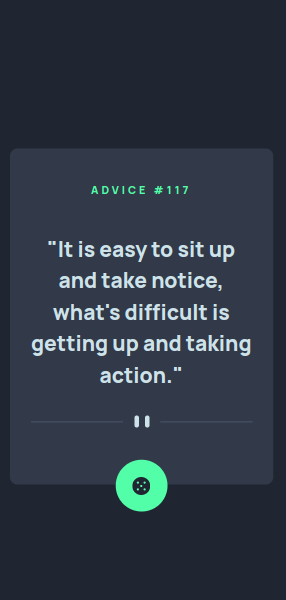 ADVICE #117
"It is easy to sit up
and take notice,
what's difficult is
getting up and taking
action."